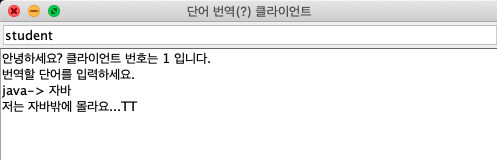 단어 번역(?) 클라이언트
student
안녕하세요? 클라이언트 번호는 1 입니다.
번역할 단어를 입력하세요.
java-> 자바
저는 자바밖에 몰라요...TT